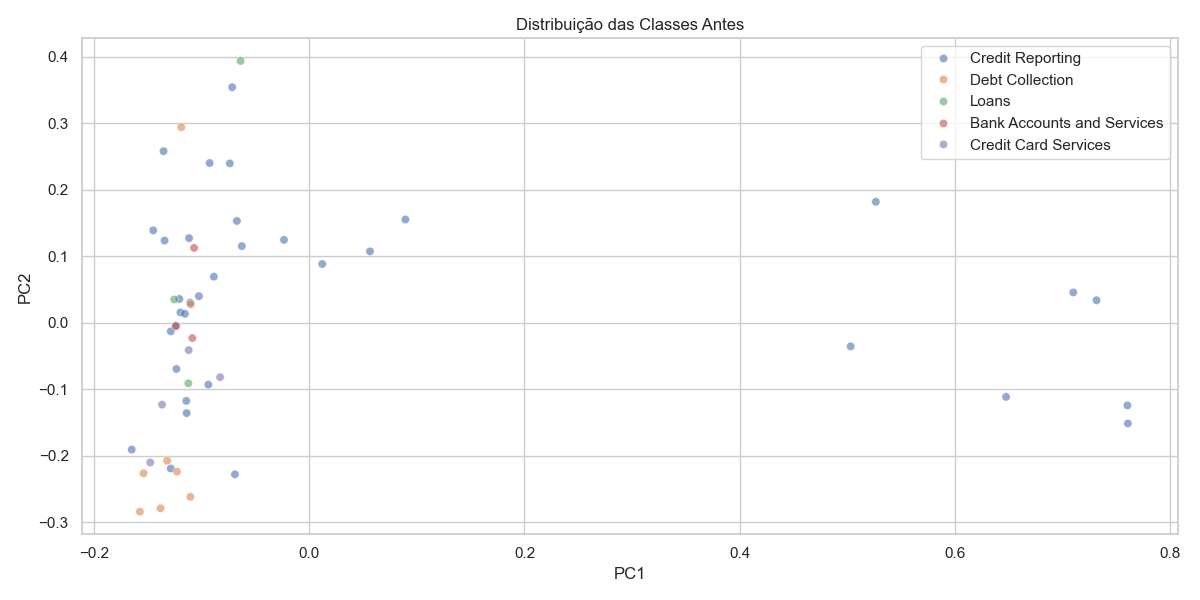 Distribuição das Classes Antes
Credit Reporting
Debt Collection
Loans
Bank Accounts and Services
Credit Card Services
PC2
0.4
0.3
0.2
0.1
0.0
−0.1
−0.2
−0.3
−0.2
0.0
0.2
0.4
0.6
0.8
PC1